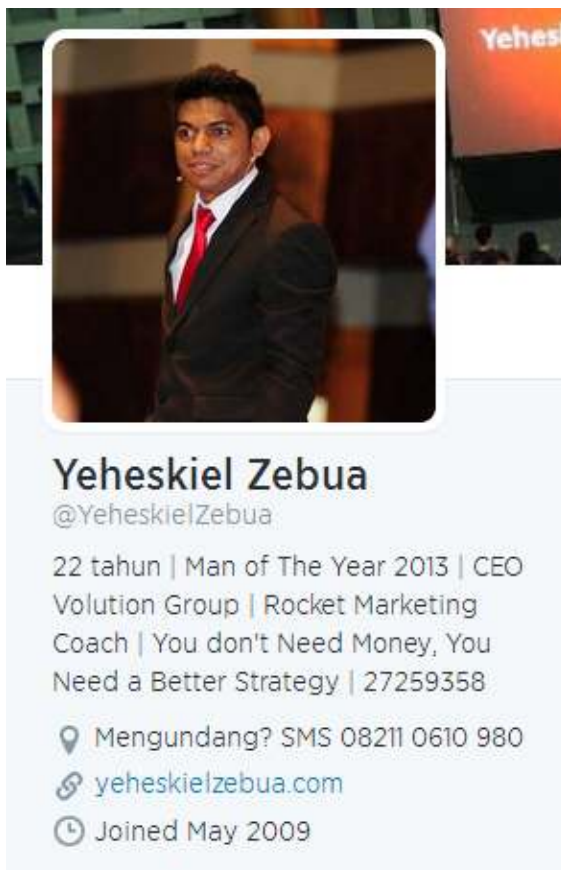 Yehes
Yeheskiel Zebua
@YeheskielZebua
22 tahun | Man of The Year 2013 | CEO
Volution Group | Rocket Marketing
Coach | You don't Need Money, You
Need a Better Strategy | 27259358
Mengundang? SMS 08211 0610 980
yeheskielzebua.com
Joined May 2009